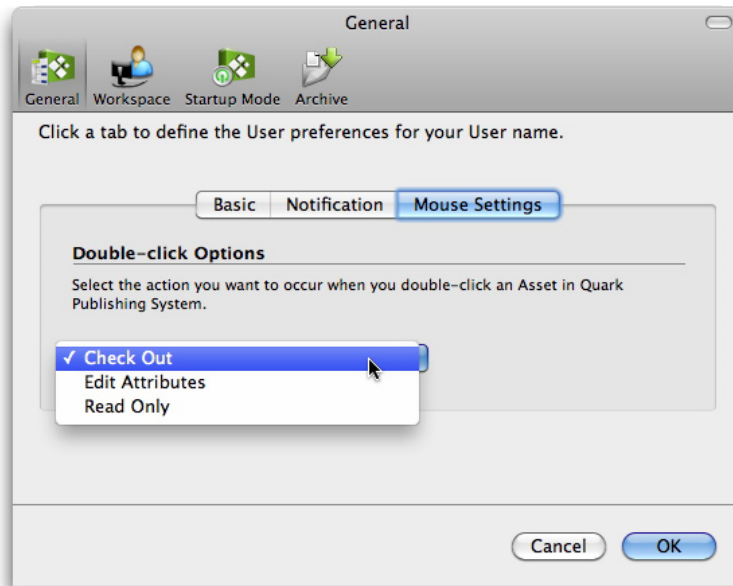 General
General Workspace Startup Mode Archive
Click a tab to define the User preferences for your User name.
Basic Notification Mouse Settings
Double-click Options
Select the action you want to occur when you double-click an Asset in Quark
Publishing System.
✓ Check Out
Edit Attributes
Read Only
Cancel OK